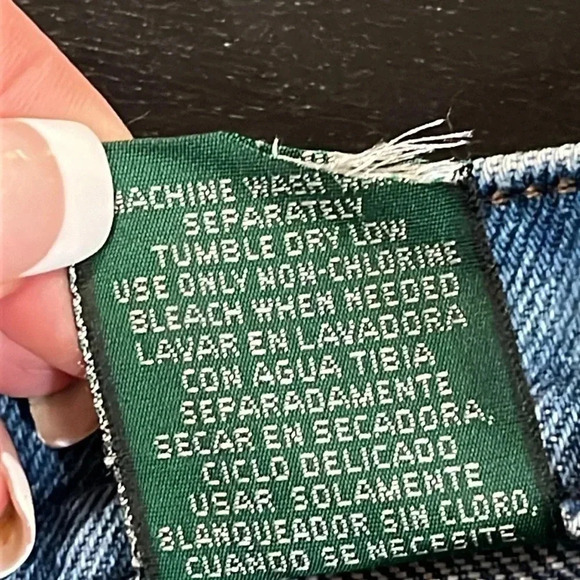 MACHINE WASH WARM
SEPARATELY
TUMBLE DRY LOW
USE ONLY NON-CHLORINE
BLEACH WHEN NEEDED
LAVAR EN LAVADORA
CON AGUA TIBIA
SEPARADAMENTE
SECAR EN SECADORA,
CICLO DELICADO
USAR SOLAMENTE
BLANQUEADOR SIN CLORO,
CUANDO SE NECESITE